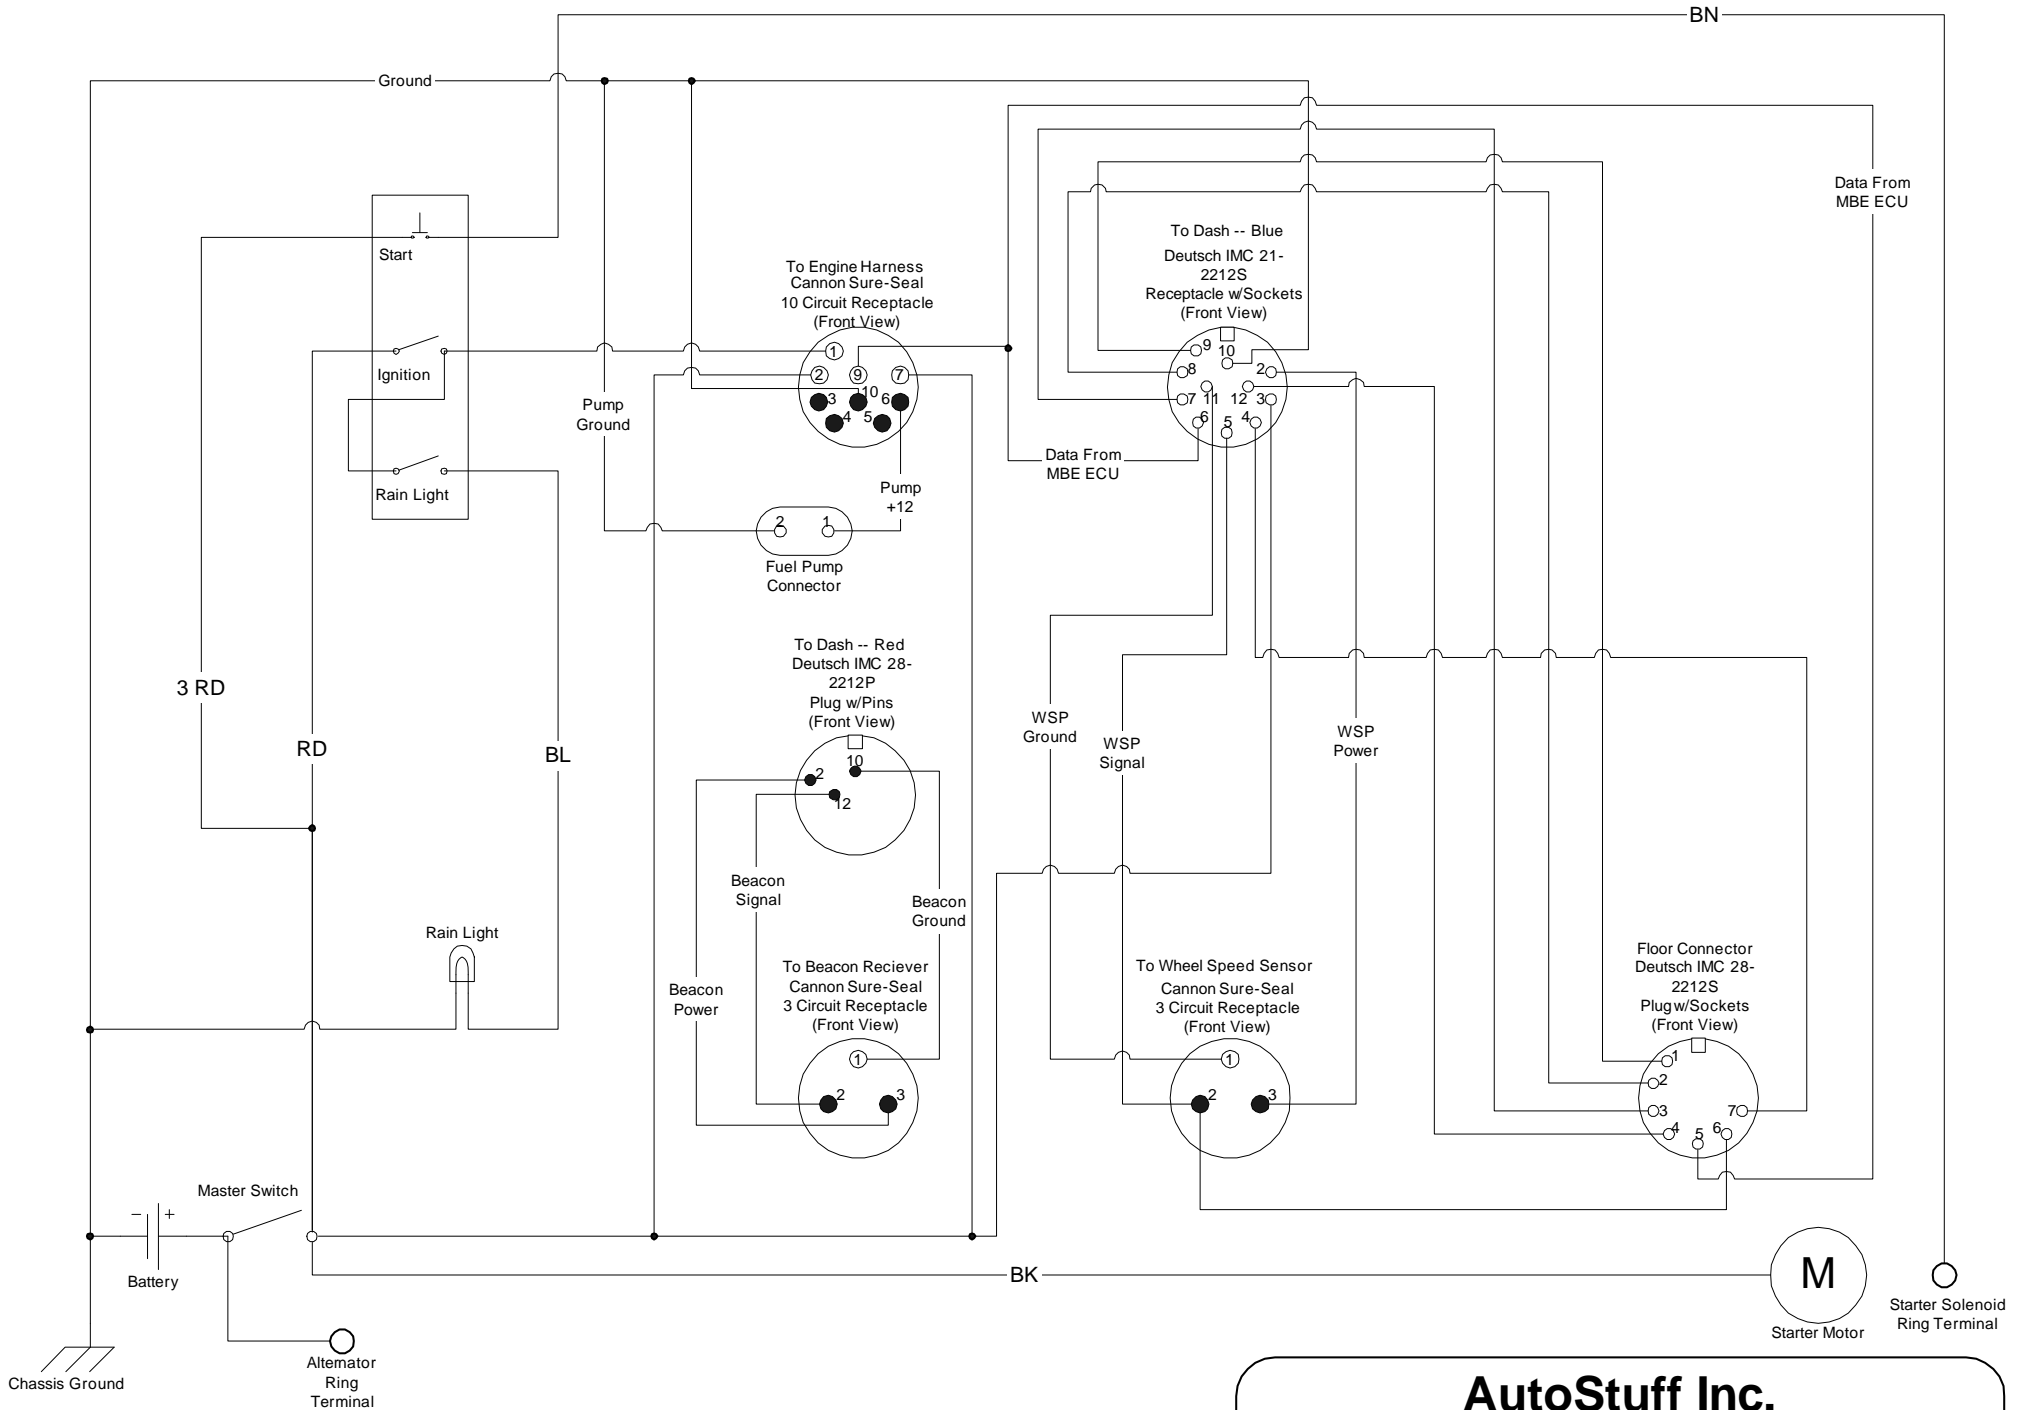 BN
Ground
Data From
MBE ECU
Start
To Dash -- Blue
Deutsch IMC 21-
2212S
Receptacle w/Sockets
(Front View)
To Engine Harness
Cannon Sure-Seal
10 Circuit Receptacle
(Front View)
1
2
9
7
3
10
6
4
5
9
10
8
2
7
11
12
3
6
5
4
Ignition
Rain Light
Pump
Ground
Pump
+12
Data From
MBE ECU
2
1
Fuel Pump
Connector
To Dash -- Red
Deutsch IMC 28-
2212P
Plug w/Pins
(Front View)
10
2
12
3 RD
RD
BL
WSP
Ground
WSP
Signal
WSP
Power
Beacon
Signal
Beacon
Ground
Beacon
Power
Rain Light
To Beacon Reciever
Cannon Sure-Seal
3 Circuit Receptacle
(Front View)
1
2
3
To Wheel Speed Sensor
Cannon Sure-Seal
3 Circuit Receptacle
(Front View)
1
2
3
Floor Connector
Deutsch IMC 28-
2212S
Plug w/Sockets
(Front View)
1
2
3
7
4
5
6
Master Switch
− +
Battery
BK
M
Starter Motor
Starter Solenoid
Ring Terminal
Chassis Ground
Alternator
Ring
Terminal
AutoStuff Inc.